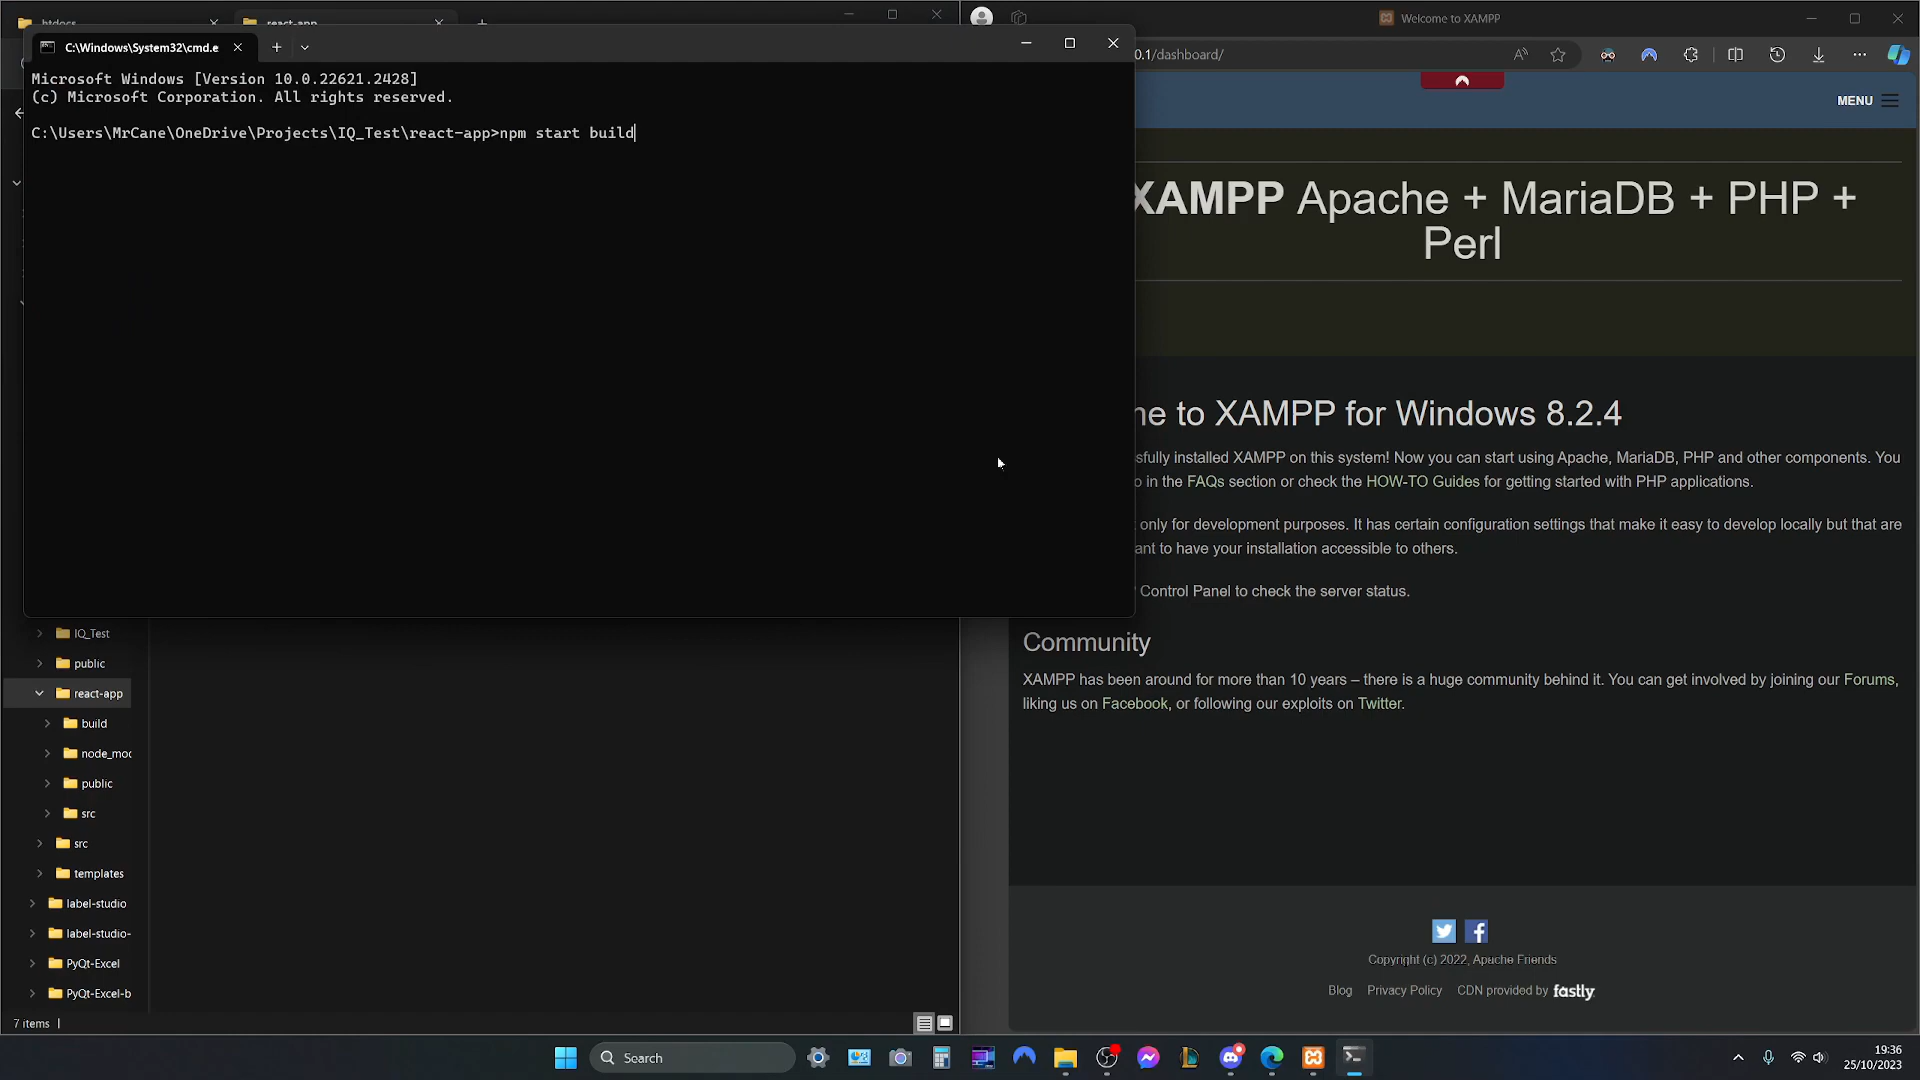 htdocs
react-app
C:\Windows\System32\cmd.e
Microsoft Windows [Version 10.0.22621.2428]
(c) Microsoft Corporation. All rights reserved.
C:\Users\MrCane\OneDrive\Projects\IQ_Test\react-app>npm start build
IQ_Test
public
react-app
build
node_mod
public
src
src
templates
label-studio
label-studio-
PyQt-Excel
PyQt-Excel-b
7 items
Welcome to XAMPP
0.1/dashboard/
MENU
XAMPP Apache + MariaDB + PHP +
Perl
me to XAMPP for Windows 8.2.4
sfully installed XAMPP on this system! Now you can start using Apache, MariaDB, PHP and other components. You
o in the FAQs section or check the HOW-TO Guides for getting started with PHP applications.
only for development purposes. It has certain configuration settings that make it easy to develop locally but that are
ant to have your installation accessible to others.
Control Panel to check the server status.
Community
XAMPP has been around for more than 10 years – there is a huge community behind it. You can get involved by joining our Forums,
liking us on Facebook, or following our exploits on Twitter.
Copyright (c) 2022, Apache Friends
Blog Privacy Policy CDN provided by fastly
Search
19:36
25/10/2023